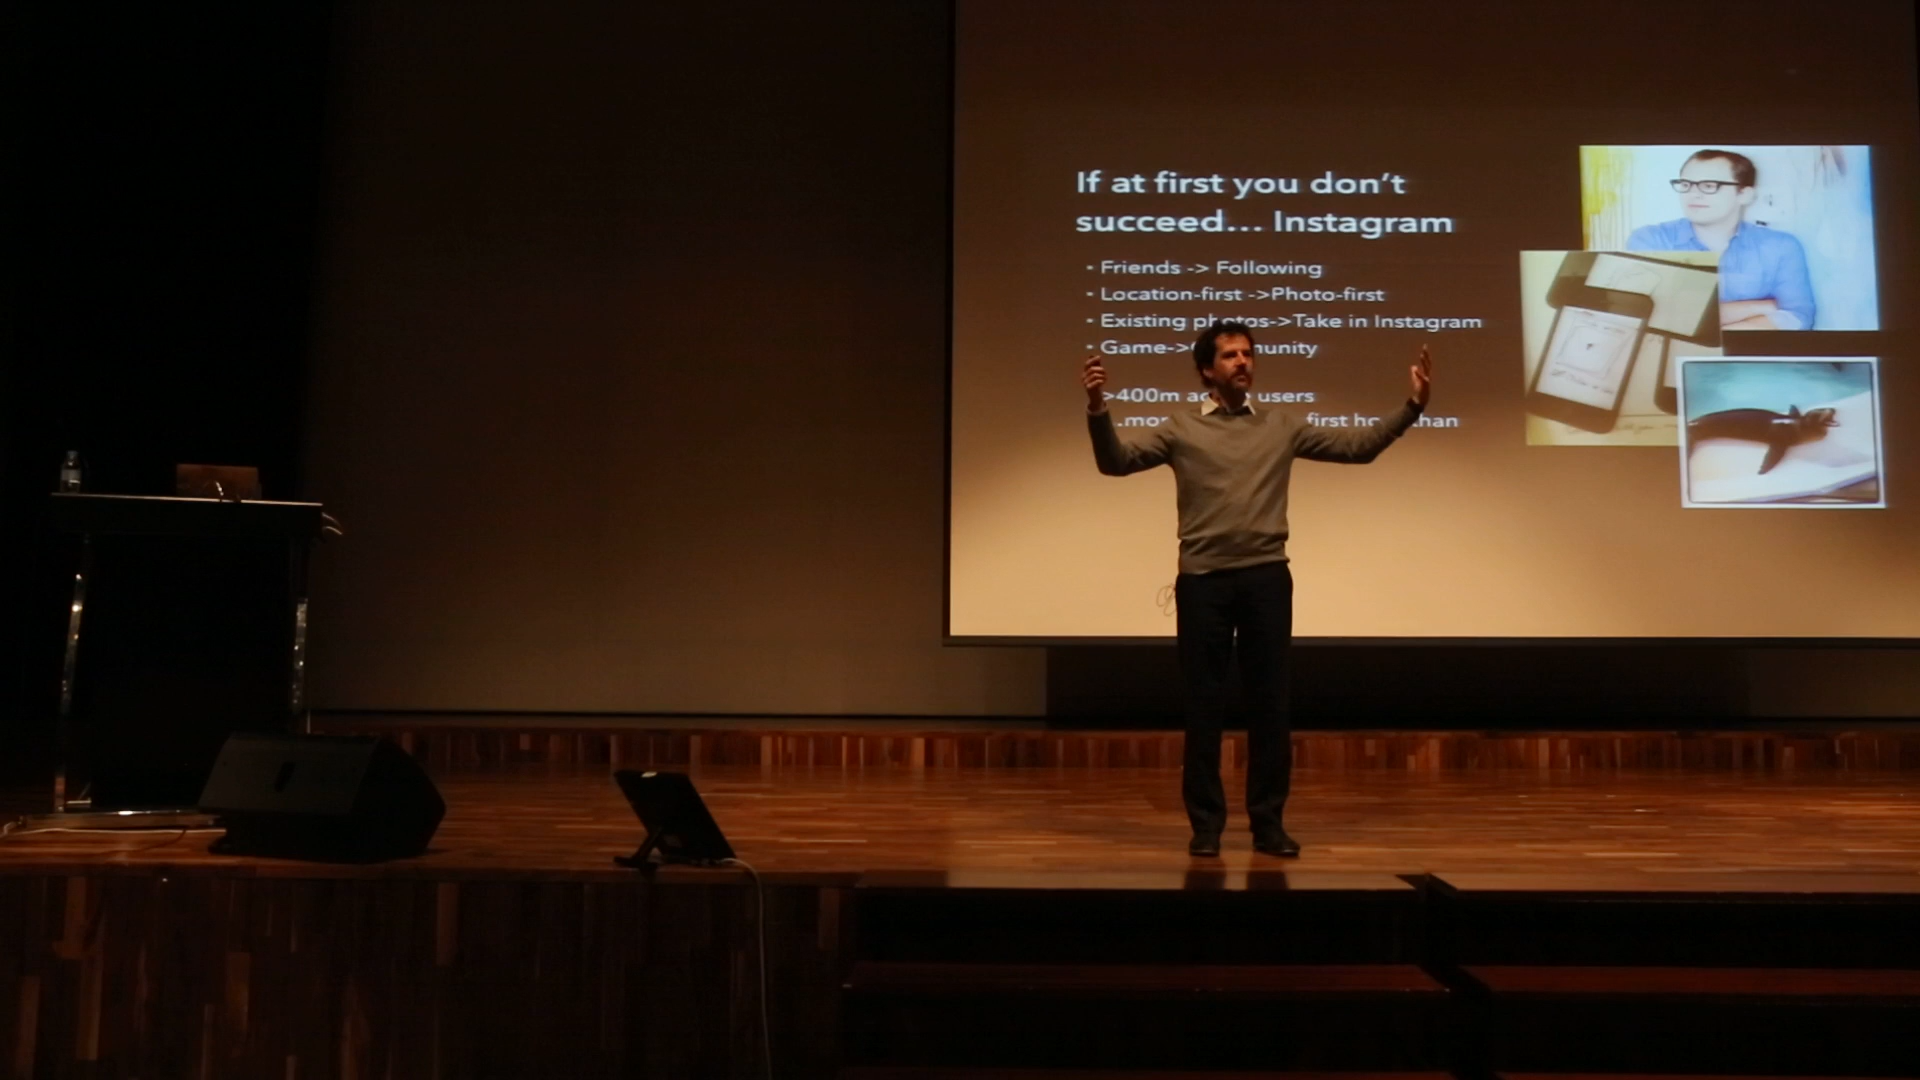 If at first you don't
succeed... Instagram
- Friends -> Following
- Location-first ->Photo-first
- Existing photos->Take in Instagram
- Game->
>400m users
first than